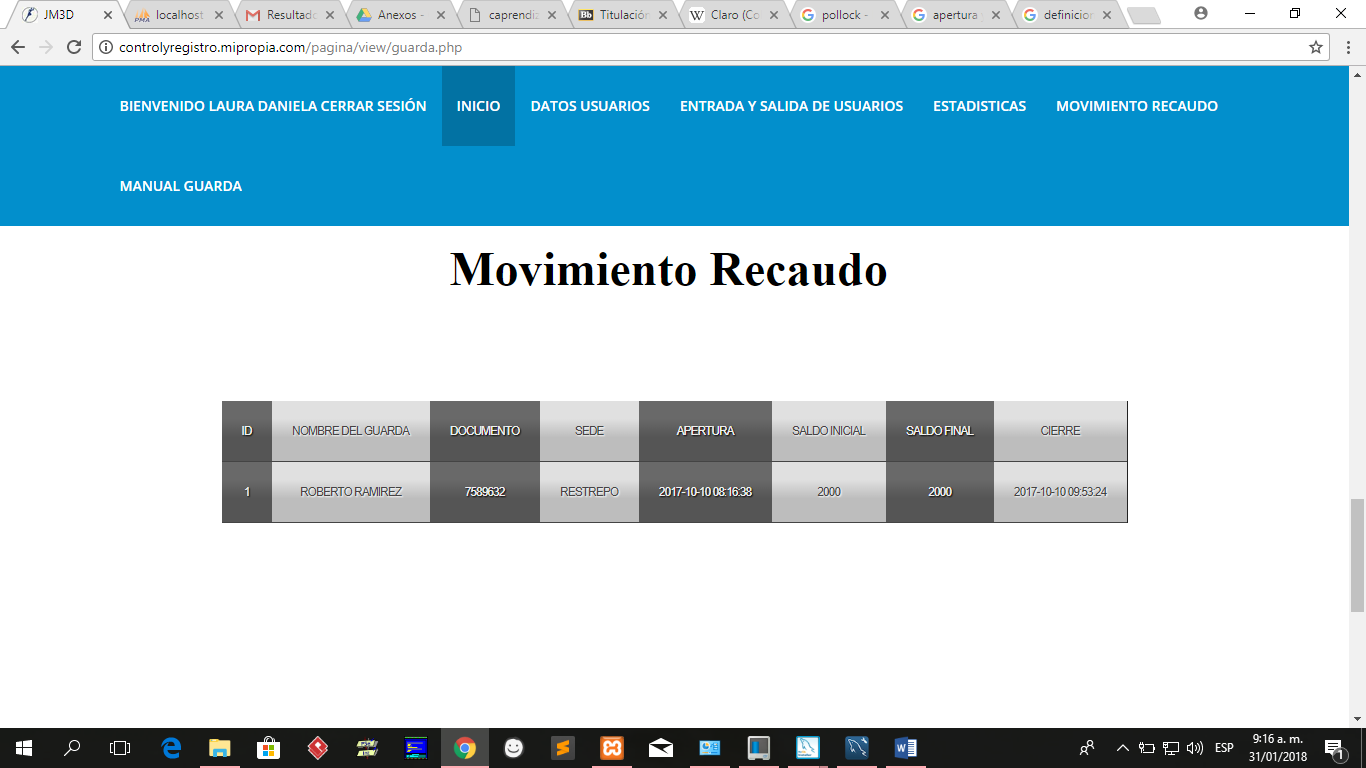 JM3D
localhost
Resultado
Anexos -
caprendiz
Titulación
Claro (Co
pollock -
apertura
definicion
controlyregistro.mipropia.com/pagina/view/guarda.php
BIENVENIDO LAURA DANIELA CERRAR SESIÓN INICIO DATOS USUARIOS ENTRADA Y SALIDA DE USUARIOS ESTADISTICAS MOVIMIENTO RECAUDO
MANUAL GUARDA
Movimiento Recaudo
ID NOMBRE DEL GUARDA DOCUMENTO SEDE APERTURA SALDO INICIAL SALDO FINAL CIERRE
1 ROBERTO RAMIREZ 7589632 RESTREPO 2017-10-10 08:16:38 2000 2000 2017-10-10 09:53:24
ESP
9:16 a. m.
31/01/2018
1